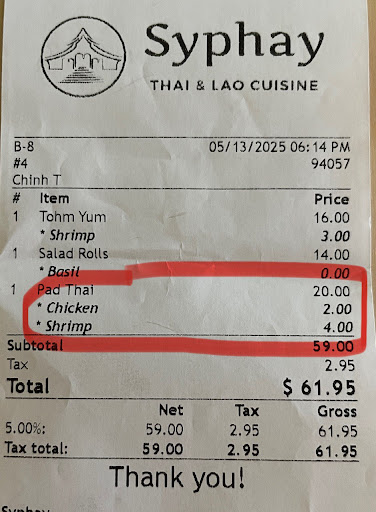 Syphay
THAI & LAO CUISINE
B-8 05/13/2025 06:14 PM
#4 94057
Chinh T
# Item Price
1 Tohm Yum 16.00
* Shrimp 3.00
1 Salad Rolls 14.00
* Basil 0.00
1 Pad Thai 20.00
* Chicken 2.00
* Shrimp 4.00
Subtotal 59.00
Tax 2.95
Total $ 61.95
Net Tax Gross
5.00%: 59.00 2.95 61.95
Tax total: 59.00 2.95 61.95
Thank you!
Syphay